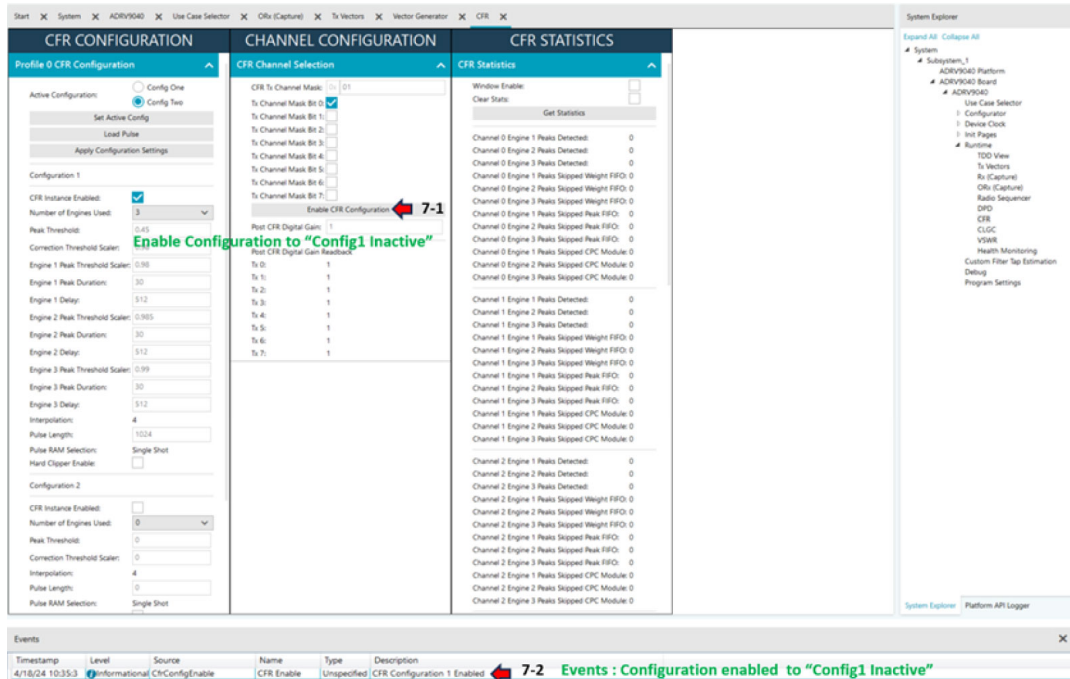 Start X System X ADRV9040 X Use Case Selector X ORx (Capture) X Tx Vectors X Vector Generator X CFR X
CFR CONFIGURATION
Profile 0 CFR Configuration
Active Configuration:
Config One
Config Two
Set Active Config
Load Pulse
Apply Configuration Settings
Configuration 1
CFR Instance Enabled:
Number of Engines Used: 3
Peak Threshold: 0.45
Correction Threshold Scaler:
Engine 1 Peak Threshold Scaler: 0.98
Engine 1 Peak Duration: 30
Engine 1 Delay: 512
Engine 2 Peak Threshold Scaler: 0.985
Engine 2 Peak Duration: 30
Engine 2 Delay: 512
Engine 3 Peak Threshold Scaler: 0.99
Engine 3 Peak Duration: 30
Engine 3 Delay: 512
Interpolation: 4
Pulse Length: 1024
Pulse RAM Selection: Single Shot
Hard Clipper Enable:
Configuration 2
CFR Instance Enabled:
Number of Engines Used: 0
Peak Threshold: 0
Correction Threshold Scaler: 0
Interpolation: 4
Pulse Length: 0
Pulse RAM Selection: Single Shot
CHANNEL CONFIGURATION
CFR Channel Selection
CFR Tx Channel Mask: 0x 01
Tx Channel Mask Bit 0:
Tx Channel Mask Bit 1:
Tx Channel Mask Bit 2:
Tx Channel Mask Bit 3:
Tx Channel Mask Bit 4:
Tx Channel Mask Bit 5:
Tx Channel Mask Bit 6:
Tx Channel Mask Bit 7:
Enable CFR Configuration 7-1
Post CFR Digital Gain: 1
Enable Configuration to “Config1 Inactive”
Post CFR Digital Gain Readback
Tx 0: 1
Tx 1: 1
Tx 2: 1
Tx 3: 1
Tx 4: 1
Tx 5: 1
Tx 6: 1
Tx 7: 1
CFR STATISTICS
CFR Statistics
Window Enable:
Clear Stats:
Get Statistics
Channel 0 Engine 1 Peaks Detected: 0
Channel 0 Engine 2 Peaks Detected: 0
Channel 0 Engine 3 Peaks Detected: 0
Channel 0 Engine 1 Peaks Skipped Weight FIFO: 0
Channel 0 Engine 2 Peaks Skipped Weight FIFO: 0
Channel 0 Engine 3 Peaks Skipped Weight FIFO: 0
Channel 0 Engine 1 Peaks Skipped Peak FIFO: 0
Channel 0 Engine 2 Peaks Skipped Peak FIFO: 0
Channel 0 Engine 3 Peaks Skipped Peak FIFO: 0
Channel 0 Engine 1 Peaks Skipped CPC Module: 0
Channel 0 Engine 2 Peaks Skipped CPC Module: 0
Channel 0 Engine 3 Peaks Skipped CPC Module: 0
Channel 1 Engine 1 Peaks Detected: 0
Channel 1 Engine 2 Peaks Detected: 0
Channel 1 Engine 3 Peaks Detected: 0
Channel 1 Engine 1 Peaks Skipped Weight FIFO: 0
Channel 1 Engine 2 Peaks Skipped Weight FIFO: 0
Channel 1 Engine 3 Peaks Skipped Weight FIFO: 0
Channel 1 Engine 1 Peaks Skipped Peak FIFO: 0
Channel 1 Engine 2 Peaks Skipped Peak FIFO: 0
Channel 1 Engine 3 Peaks Skipped Peak FIFO: 0
Channel 1 Engine 1 Peaks Skipped CPC Module: 0
Channel 1 Engine 2 Peaks Skipped CPC Module: 0
Channel 1 Engine 3 Peaks Skipped CPC Module: 0
Channel 2 Engine 1 Peaks Detected: 0
Channel 2 Engine 2 Peaks Detected: 0
Channel 2 Engine 3 Peaks Detected: 0
Channel 2 Engine 1 Peaks Skipped Weight FIFO: 0
Channel 2 Engine 2 Peaks Skipped Weight FIFO: 0
Channel 2 Engine 3 Peaks Skipped Weight FIFO: 0
Channel 2 Engine 1 Peaks Skipped Peak FIFO: 0
Channel 2 Engine 2 Peaks Skipped Peak FIFO: 0
Channel 2 Engine 3 Peaks Skipped Peak FIFO: 0
Channel 2 Engine 1 Peaks Skipped CPC Module: 0
Channel 2 Engine 2 Peaks Skipped CPC Module: 0
Channel 2 Engine 3 Peaks Skipped CPC Module: 0
System Explorer
Expand All Collapse All
System
Subsystem_1
ADRV9040 Platform
ADRV9040 Board
ADRV9040
Use Case Selector
Configurator
Device Clock
Init Pages
Runtime
TDD View
Tx Vectors
Rx (Capture)
ORx (Capture)
Radio Sequencer
DPD
CFR
CLGC
VSWR
Health Monitoring
Custom Filter Tap Estimation
Debug
Program Settings
System Explorer Platform API Logger
Events X
Timestamp Level Source Name Type Description
4/18/24 10:35:3 Informational CfrConfigEnable CFR Enable Unspecified CFR Configuration 1 Enabled 7-2 Events : Configuration enabled to “Config1 Inactive”